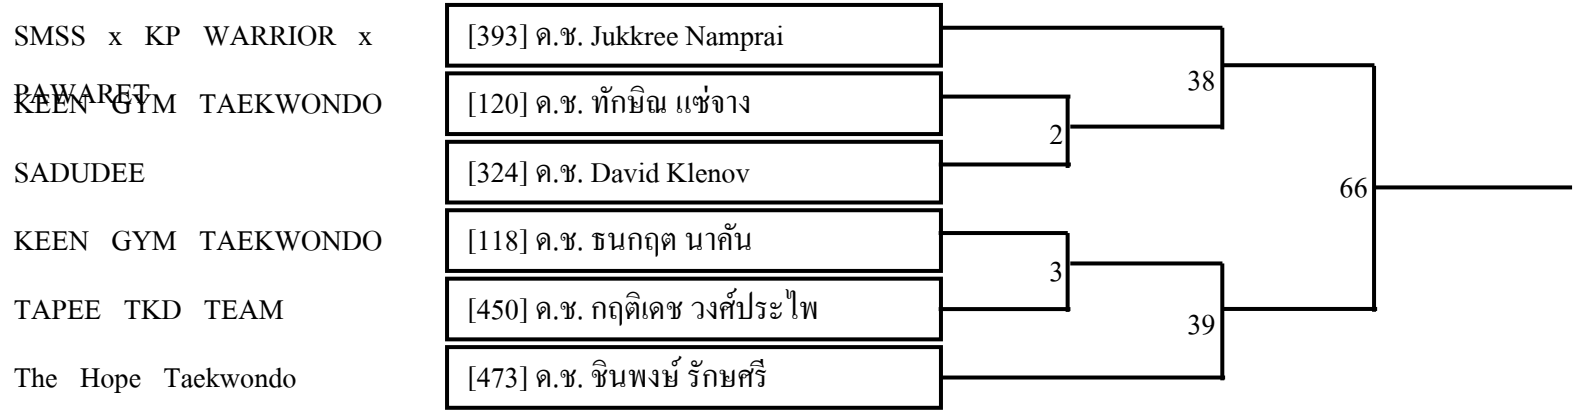 SMSS x KP WARRIOR x PAWARET
[393] ด.ช. Jukkree Namprai
KEEN GYM TAEKWONDO
[120] ด.ช. ทักษิณ แซ่จาง
38
2
SADUDEE
[324] ด.ช. David Klenov
66
KEEN GYM TAEKWONDO
[118] ด.ช. ธนกฤต นาคัน
3
TAPEE TKD TEAM
[450] ด.ช. กฤติเดช วงศ์ประไพ
39
The Hope Taekwondo
[473] ด.ช. ชินพงษ์ รักษศรี